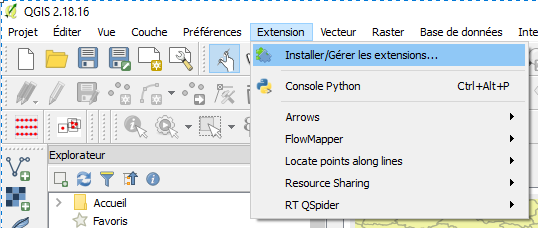 QGIS 2.18.16
Projet Éditer Vue Couche Préférences Extension Vecteur Raster Base de données
Installer/Gérer les extensions...
Console Python Ctrl+Alt+P
Arrows
FlowMapper
Locate points along lines
Resource Sharing
RT QSpider
Explorateur
Accueil
Favoris